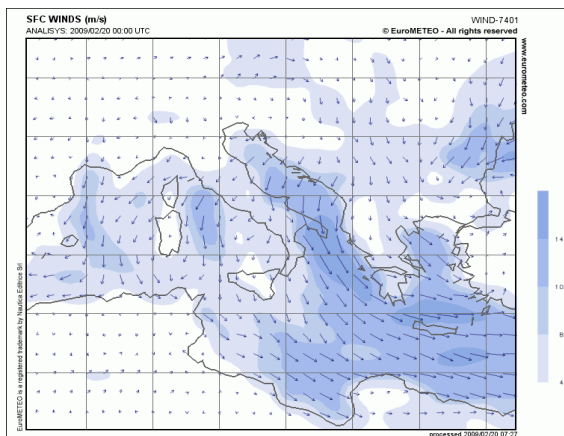 SFC WINDS (m/s)
WIND-7401
ANALISYS: 2009/02/20 00:00 UTC
© EuroMETEO - All rights reserved
www.eurometeo.com
EuroMETEO is a registered trademark by Nautica Editrice Srl
14
10
8
4
processed 2009/02/20 07:27